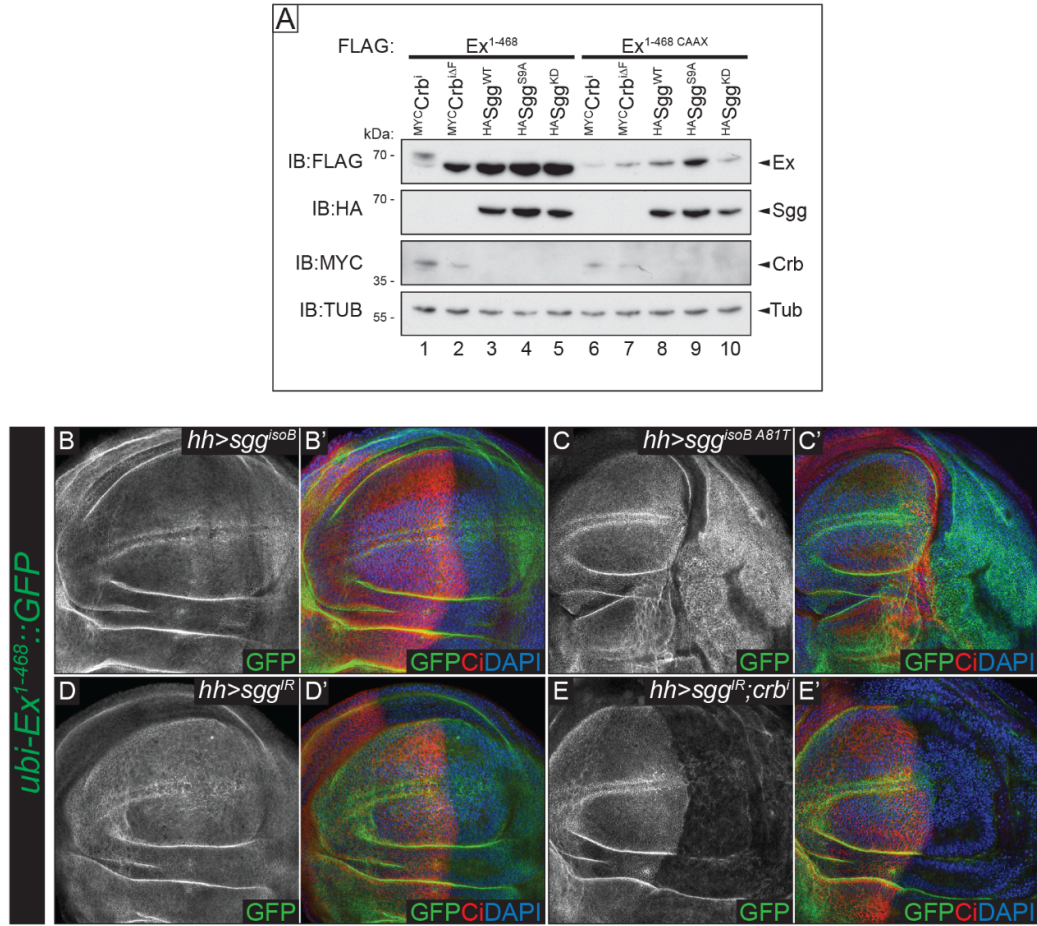 A
FLAG: Ex1-468 Ex1-468 CAAX
MYCCrbi MYCCrbiΔF HASggWT HASggS9A HASggKD MYCCrbi MYCCrbiΔF HASggWT HASggS9A HASggKD
kDa:
IB:FLAG 70 - Ex
IB:HA 70 - Sgg
IB:MYC 35 - Crb
IB:TUB 55 - Tub
1 2 3 4 5 6 7 8 9 10
ubi-Ex1-468::GFP
B hh>sggisoB B' C hh>sggisoB A81T C'
GFP GFPCiDAPI GFP GFPCiDAPI
D hh>sggIR D' E hh>sggIR;crbi E'
GFP GFPCiDAPI GFP GFPCiDAPI